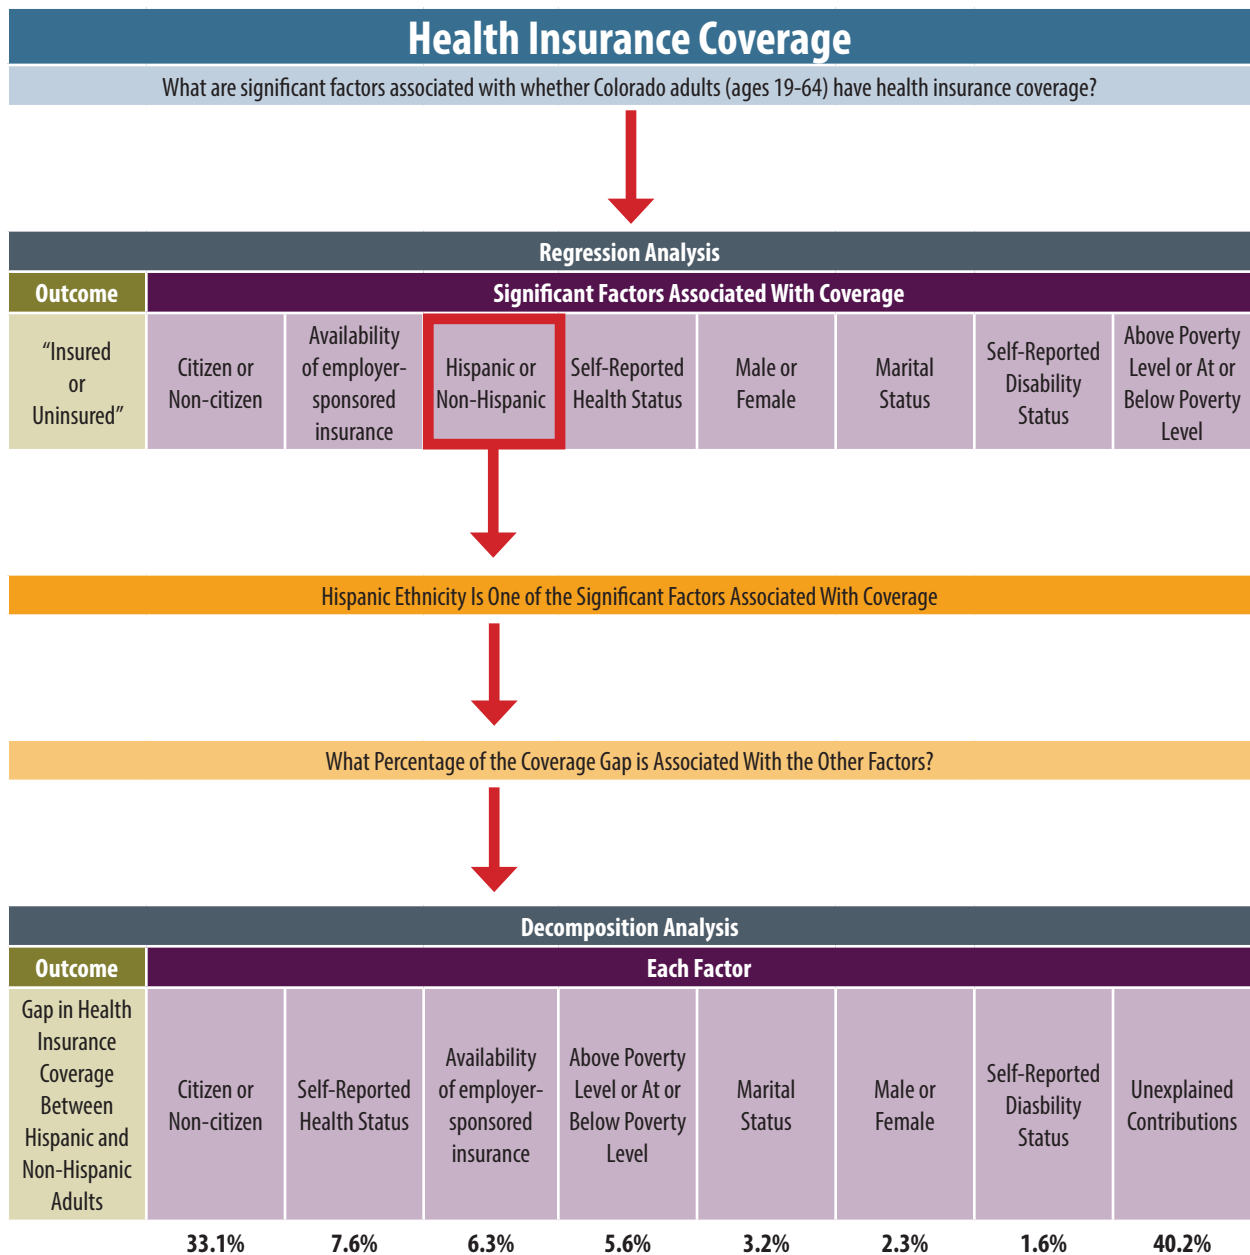 Health Insurance Coverage
What are significant factors associated with whether Colorado adults (ages 19-64) have health insurance coverage?
Regression Analysis
Outcome
Significant Factors Associated With Coverage
“Insured
or
Uninsured”
Citizen or
Non-citizen
Availability
of employer-
sponsored
insurance
Hispanic or
Non-Hispanic
Self-Reported
Health Status
Male or
Female
Marital
Status
Self-Reported
Disability
Status
Above Poverty
Level or At or
Below Poverty
Level
Hispanic Ethnicity Is One of the Significant Factors Associated With Coverage
What Percentage of the Coverage Gap is Associated With the Other Factors?
Decomposition Analysis
Outcome
Each Factor
Gap in Health
Insurance
Coverage
Between
Hispanic and
Non-Hispanic
Adults
Citizen or
Non-citizen
Self-Reported
Health Status
Availability
of employer-
sponsored
insurance
Above Poverty
Level or At or
Below Poverty
Level
Marital
Status
Male or
Female
Self-Reported
Diasbility
Status
Unexplained
Contributions
33.1%
7.6%
6.3%
5.6%
3.2%
2.3%
1.6%
40.2%